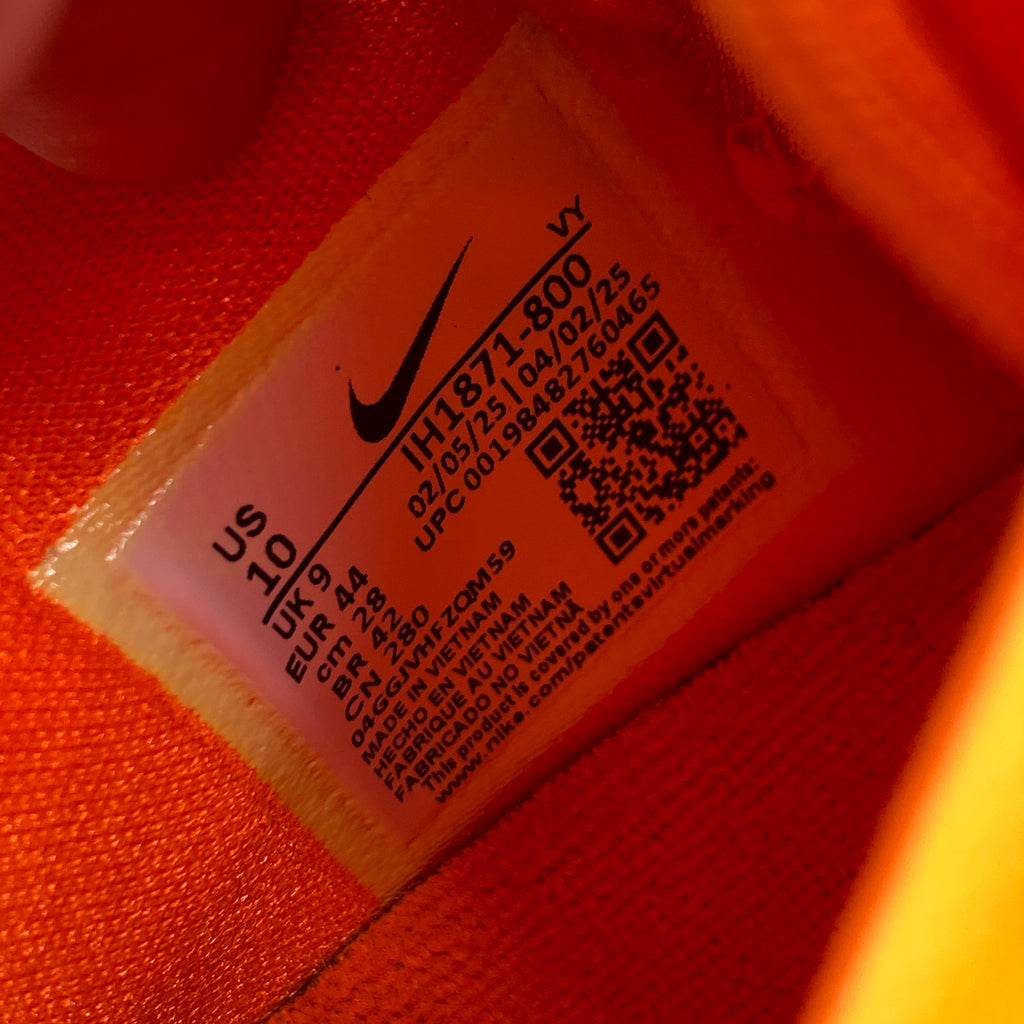 VY
IH1871-800
02/05/25 | 04/02/25
UPC 00198482760465
US
10
UK 9
EUR 44
cm 28
BR 42
CN 280
04GGJVHFZQM59
MADE IN VIETNAM
HECHO EN VIETNAM
FABRIQUE AU VIETNAM
FABRICADO NO VIETNÃ
This product is covered by one or more patents:
www.nike.com/patentsvirtualmarking